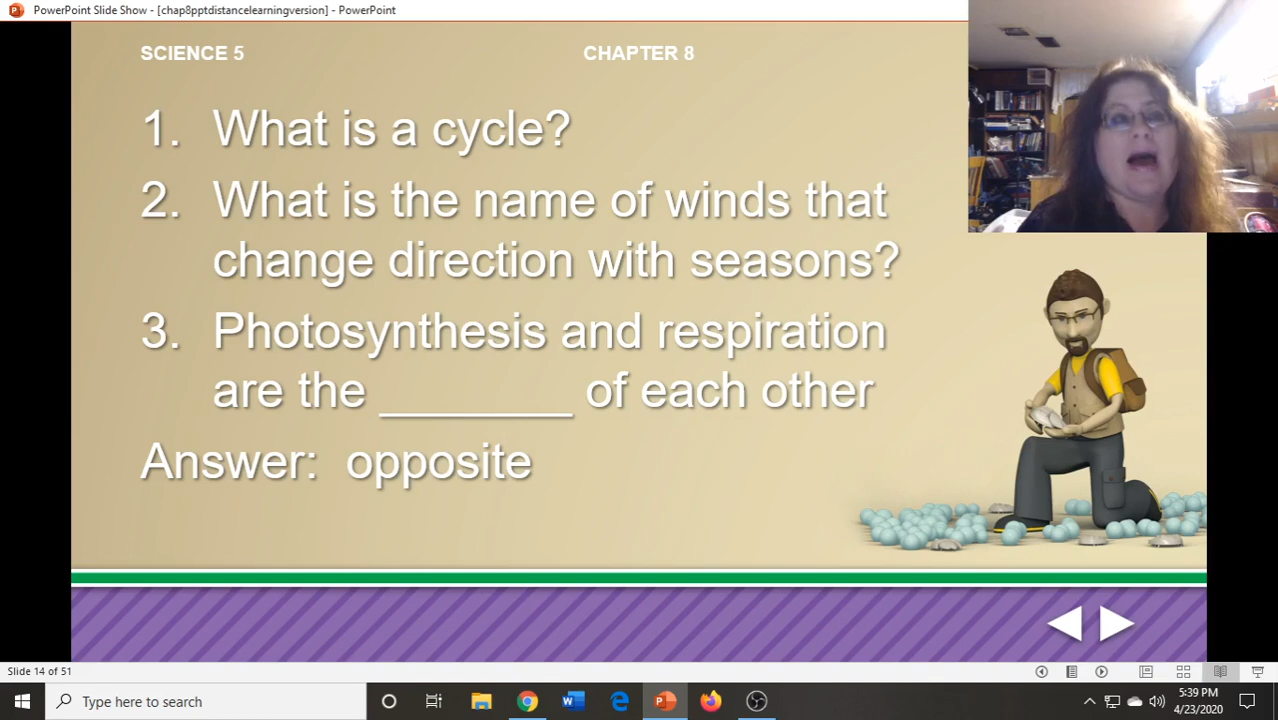 PowerPoint Slide Show - [chap8pptdistancelearningversion] - PowerPoint
SCIENCE 5 CHAPTER 8
1. What is a cycle?
2. What is the name of winds that
change direction with seasons?
3. Photosynthesis and respiration
are the ________ of each other
Answer: opposite
Slide 14 of 51
Type here to search
5:39 PM
4/23/2020